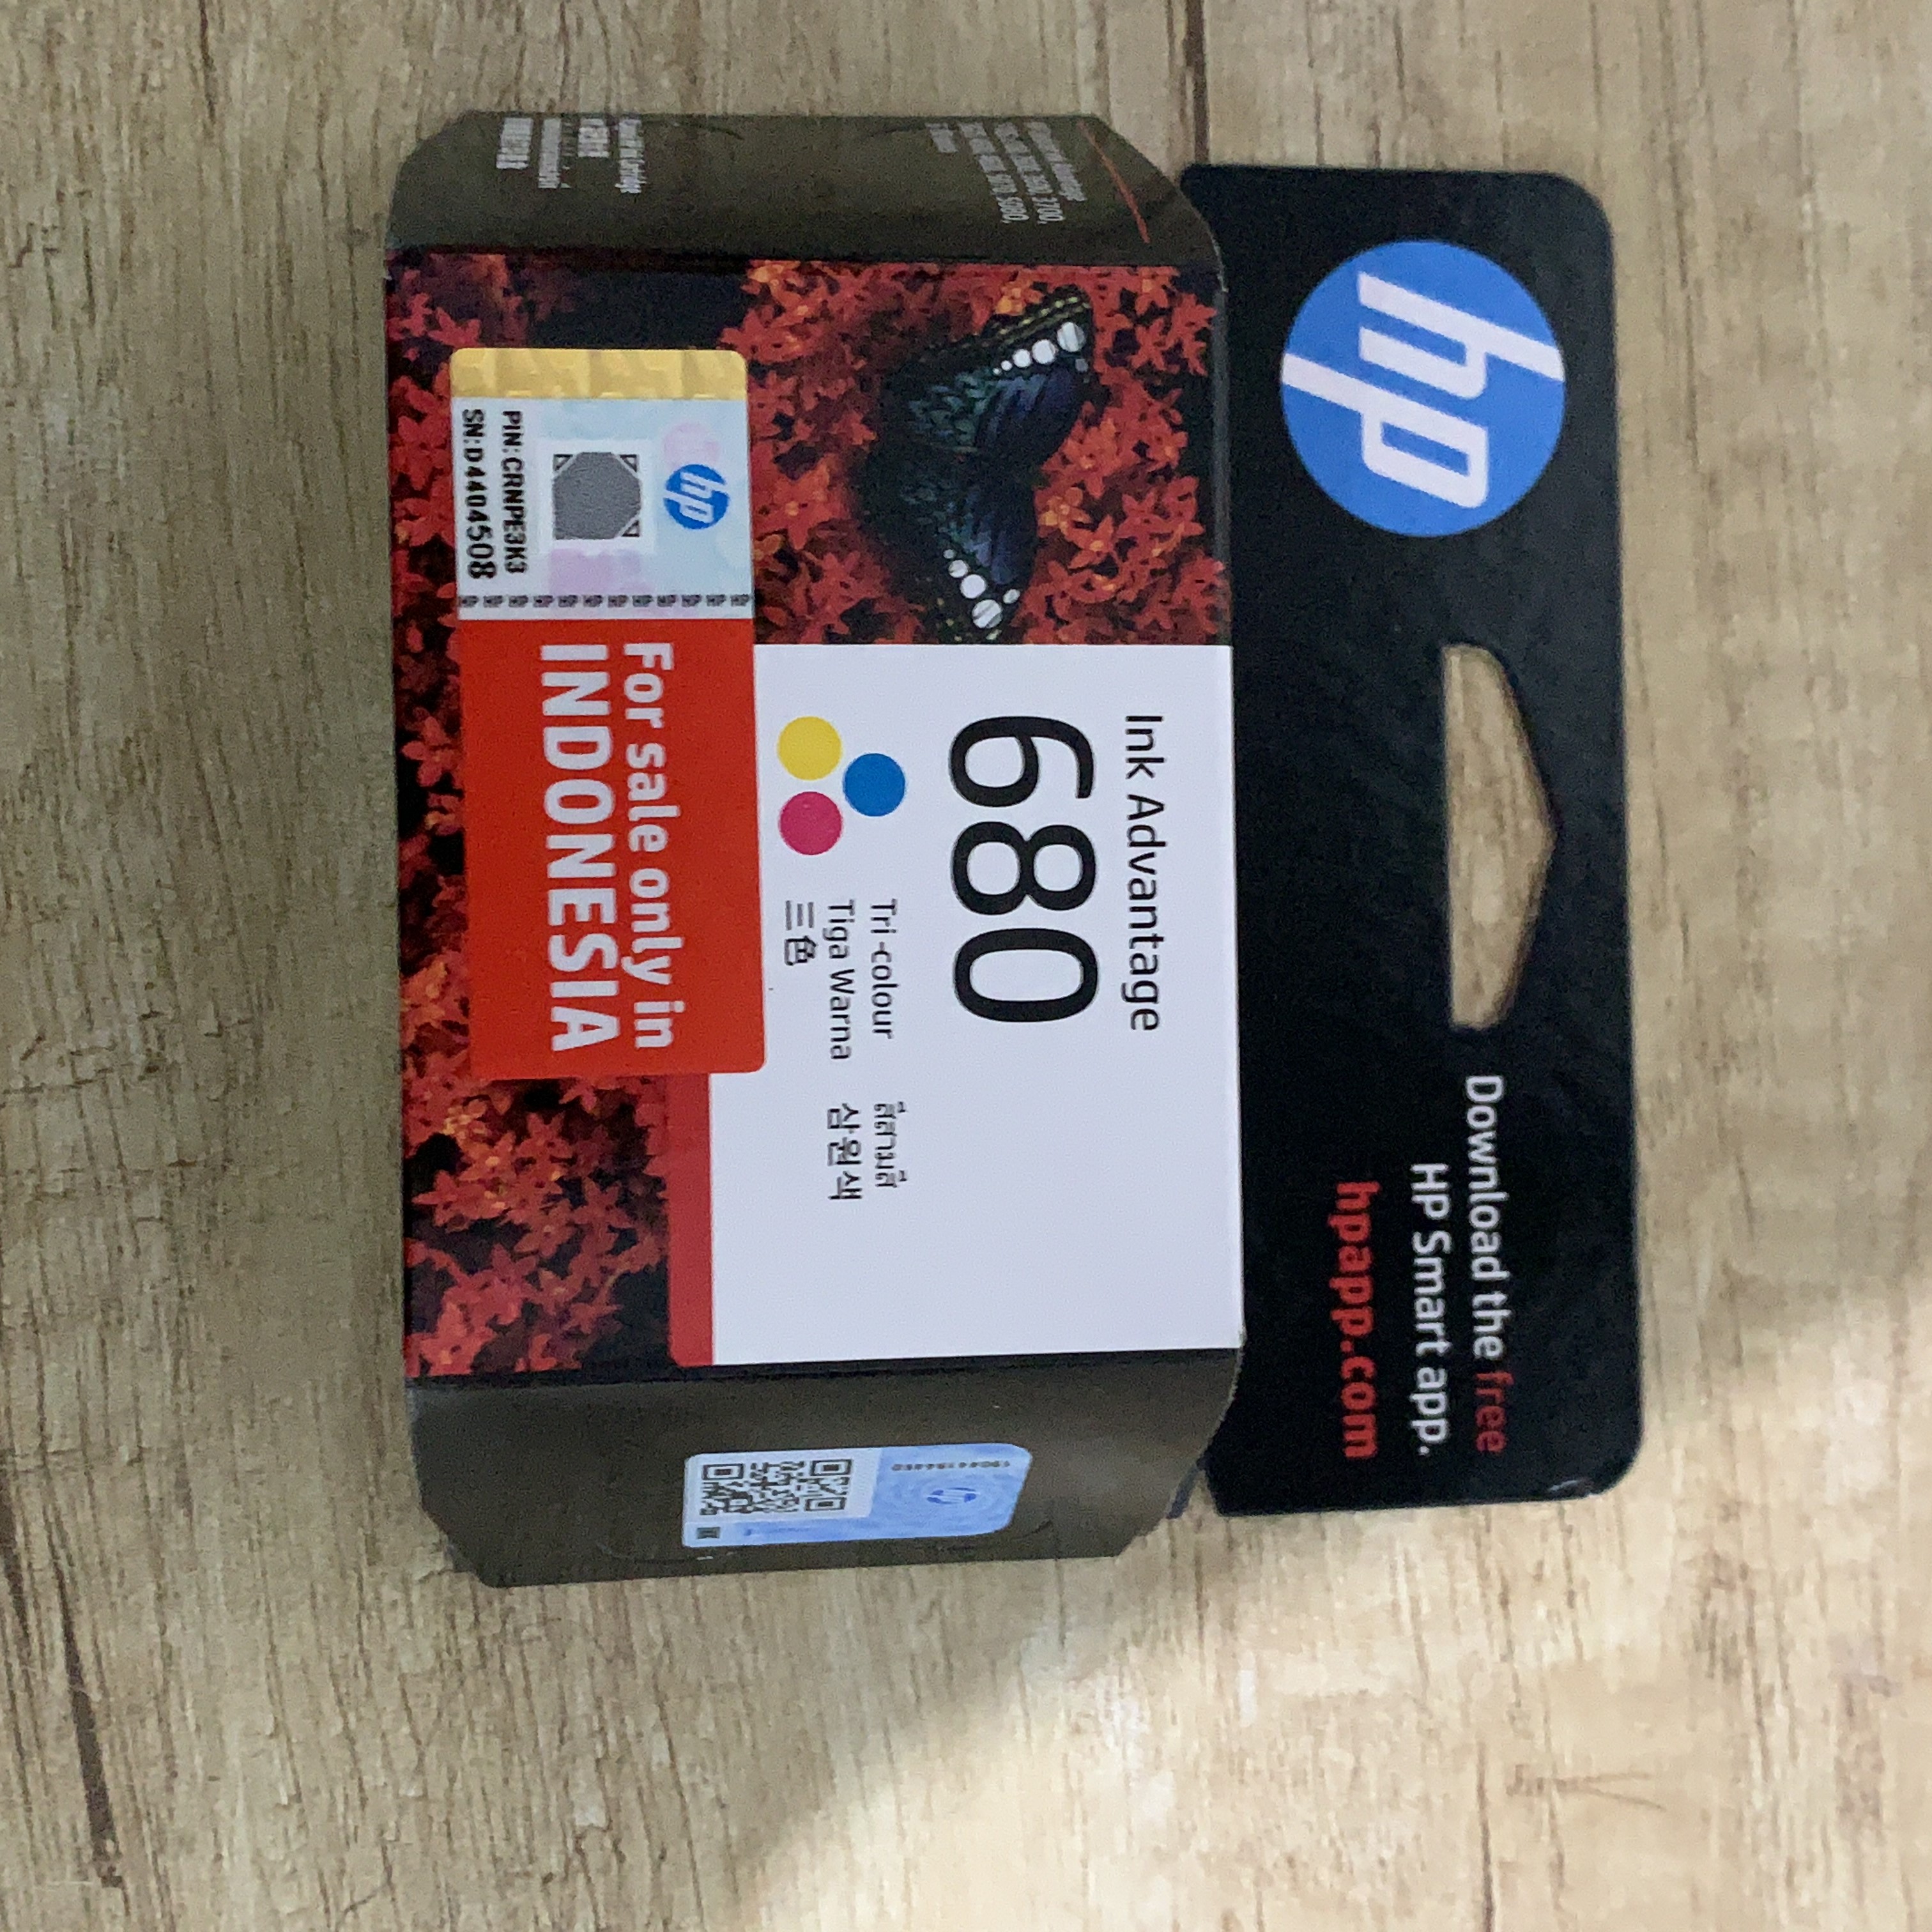 hp
Download the free
HP Smart app.
hpapp.com
Ink Advantage
680
Tri-colour
Tiga Warna
三色
สีสามสี
삼원색
hp
PIN:CRNPE3K3
SN:D4404508
For sale only in
INDONESIA